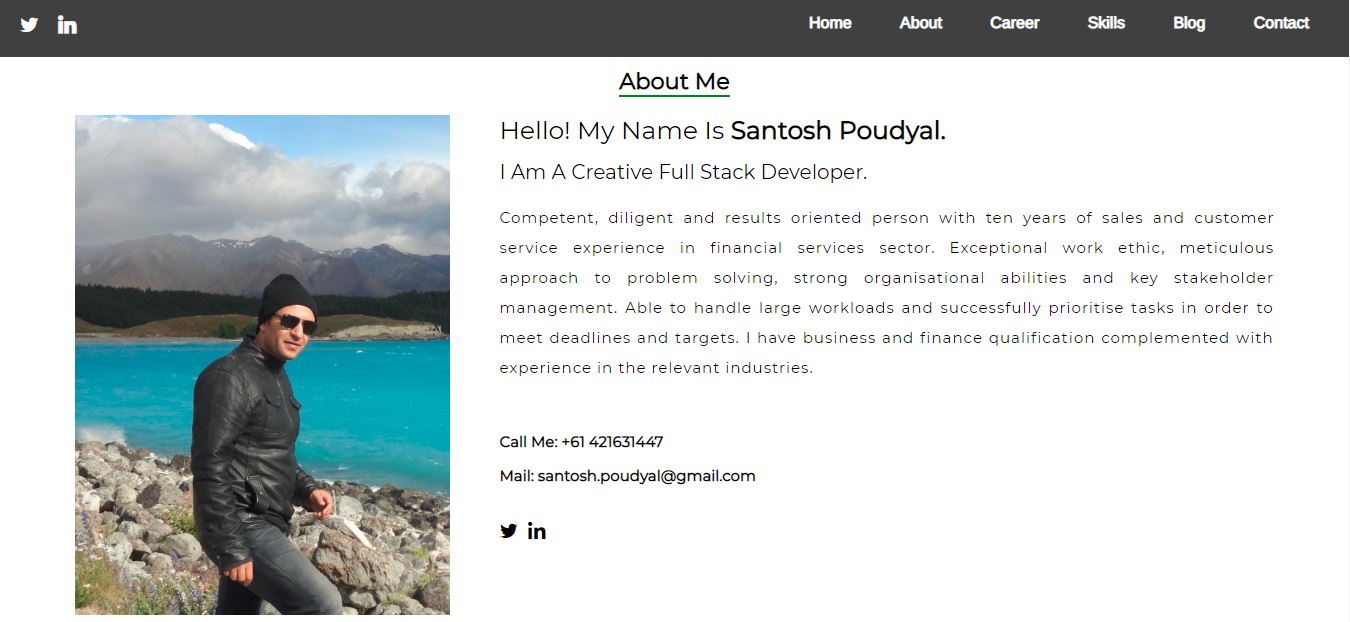 Home About Career Skills Blog Contact
About Me
Hello! My Name Is Santosh Poudyal.
I Am A Creative Full Stack Developer.
Competent, diligent and results oriented person with ten years of sales and customer
service experience in financial services sector. Exceptional work ethic, meticulous
approach to problem solving, strong organisational abilities and key stakeholder
management. Able to handle large workloads and successfully prioritise tasks in order to
meet deadlines and targets. I have business and finance qualification complemented with
experience in the relevant industries.
Call Me: +61 421631447
Mail: santosh.poudyal@gmail.com